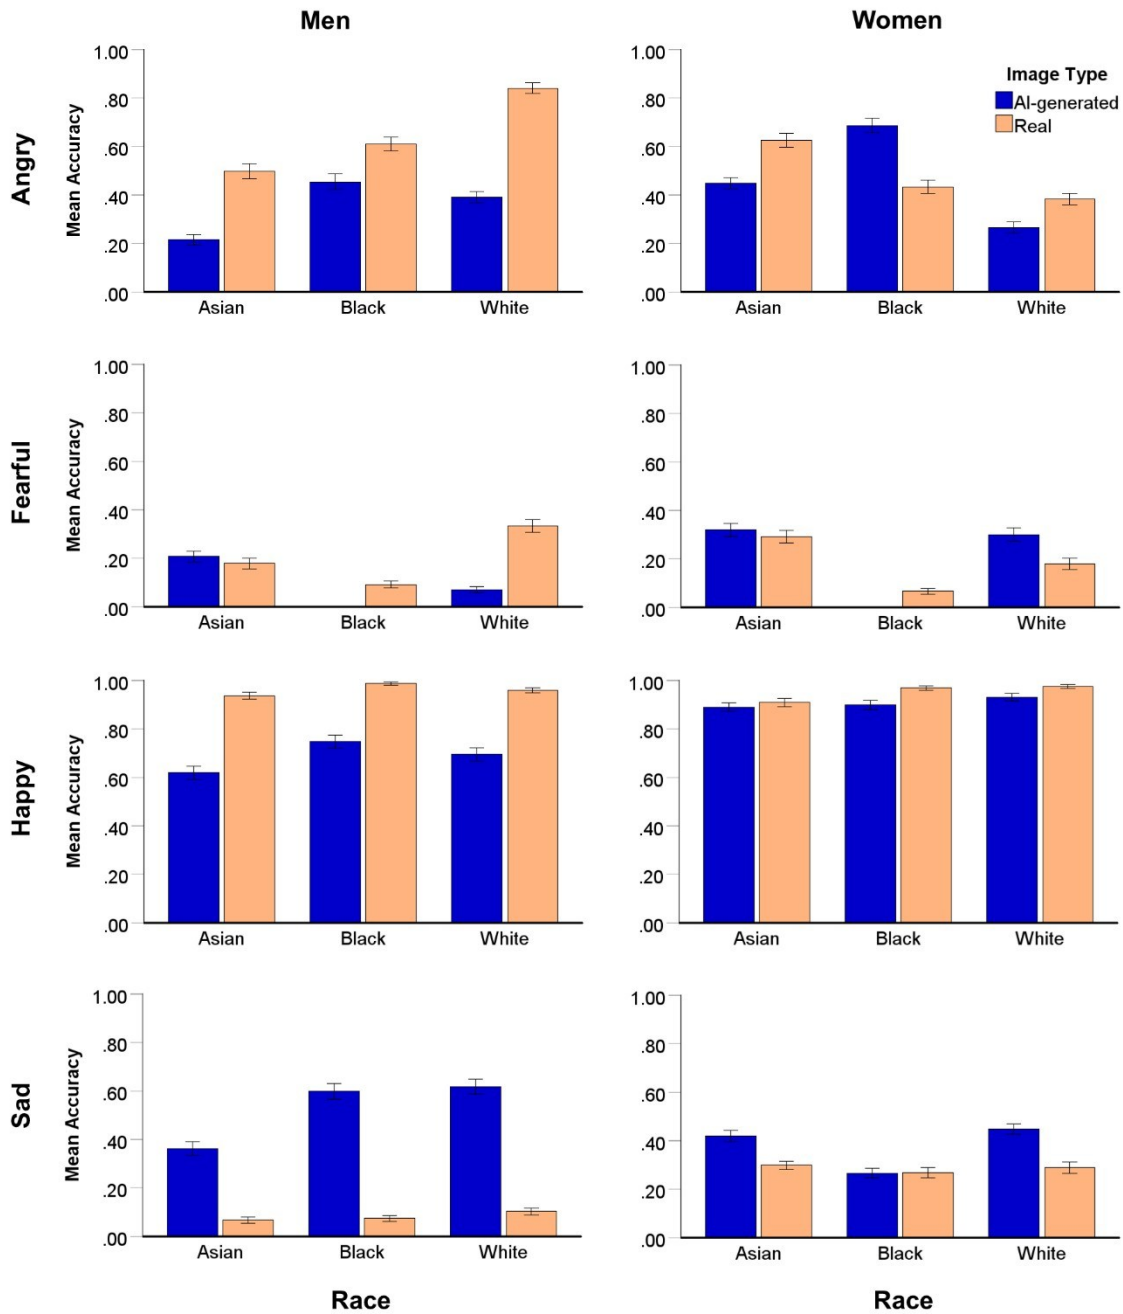 Men
Women
Angry
Mean Accuracy
1.00
.80
.60
.40
.20
.00
Asian
Black
White
1.00
.80
.60
.40
.20
.00
Asian
Black
White
Image Type
AI-generated
Real
Fearful
Mean Accuracy
1.00
.80
.60
.40
.20
.00
Asian
Black
White
1.00
.80
.60
.40
.20
.00
Asian
Black
White
Happy
Mean Accuracy
1.00
.80
.60
.40
.20
.00
Asian
Black
White
1.00
.80
.60
.40
.20
.00
Asian
Black
White
Sad
Mean Accuracy
1.00
.80
.60
.40
.20
.00
Asian
Black
White
1.00
.80
.60
.40
.20
.00
Asian
Black
White
Race
Race